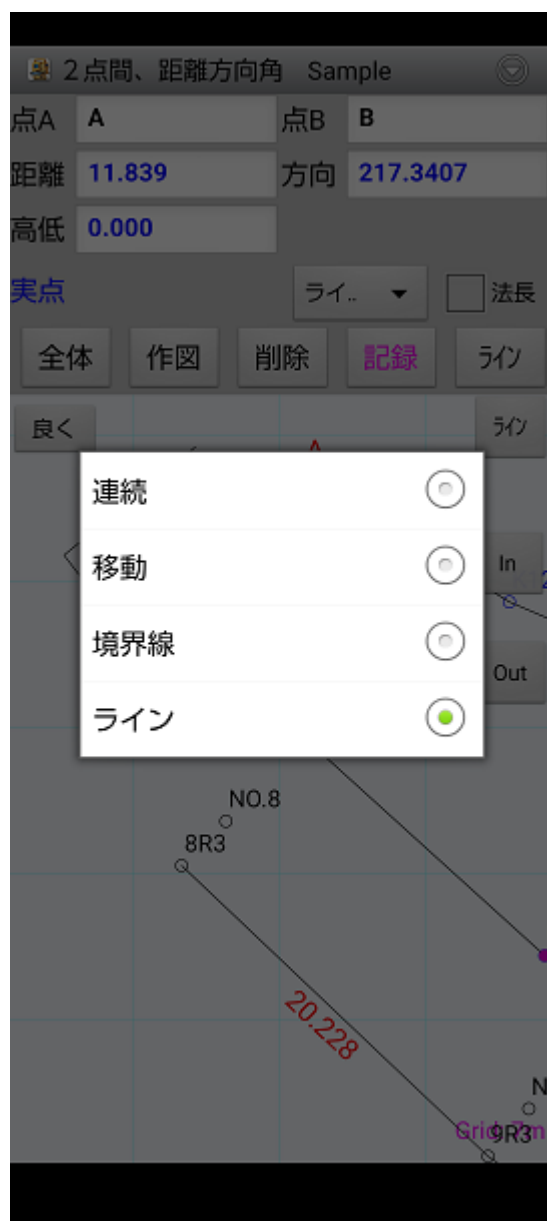 2点間、距離方向角 Sample
点A A 点B B
距離 11.839 方向 217.3407
高低 0.000
実点 ライ.. 法長
全体 作図 削除 記録 ﾗｲﾝ
良く ﾗｲﾝ
連続
移動
In
境界線
Out
ライン
NO.8
8R3
20.228
N
9R3